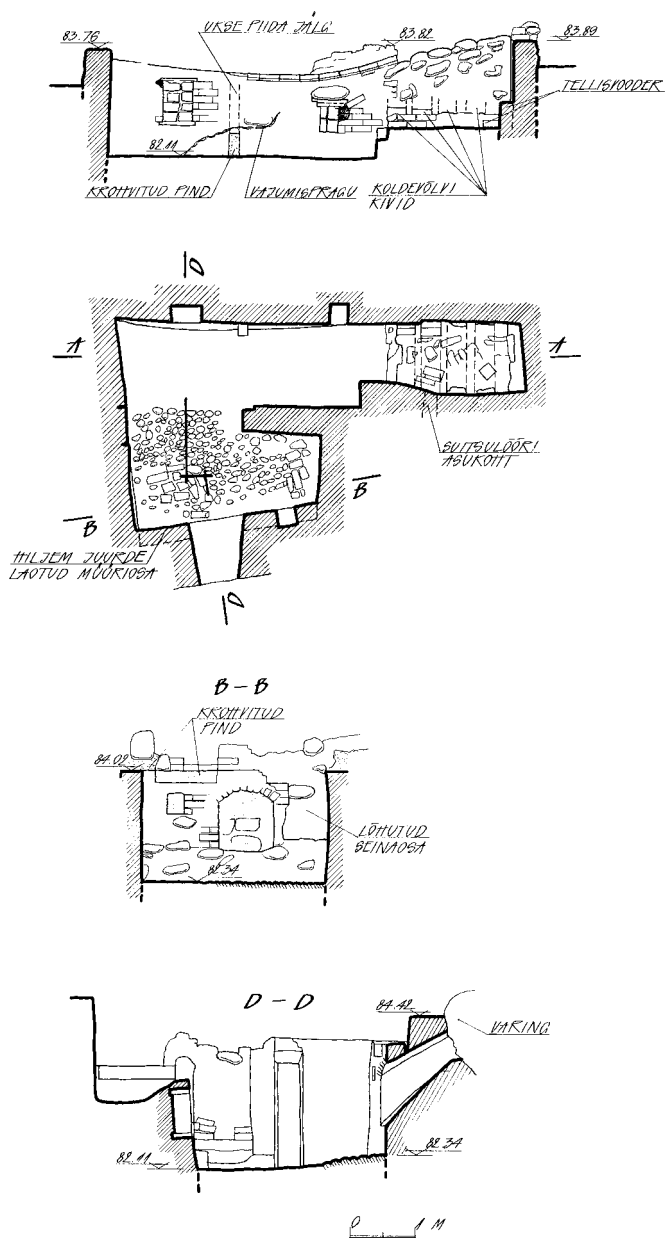 UKSE PIIDA JÄLG
83.76
83.82
83.89
TELLISVOODER
82.11
KROHVITUD PIND
VAJUMISPRAGU
KOLDEVÕLVI
KIVID
D
A
A
SUITSULÕÕRI
ASUKOHT
B
B
HILJEM JUURDE
LAOTUD MÜÜRIOSA
D
B - B
KROHVITUD
PIND
84.02
LÕHUTUD
SEINAOSA
82.34
D - D
84.42
VARING
82.11
82.34
0 1 M